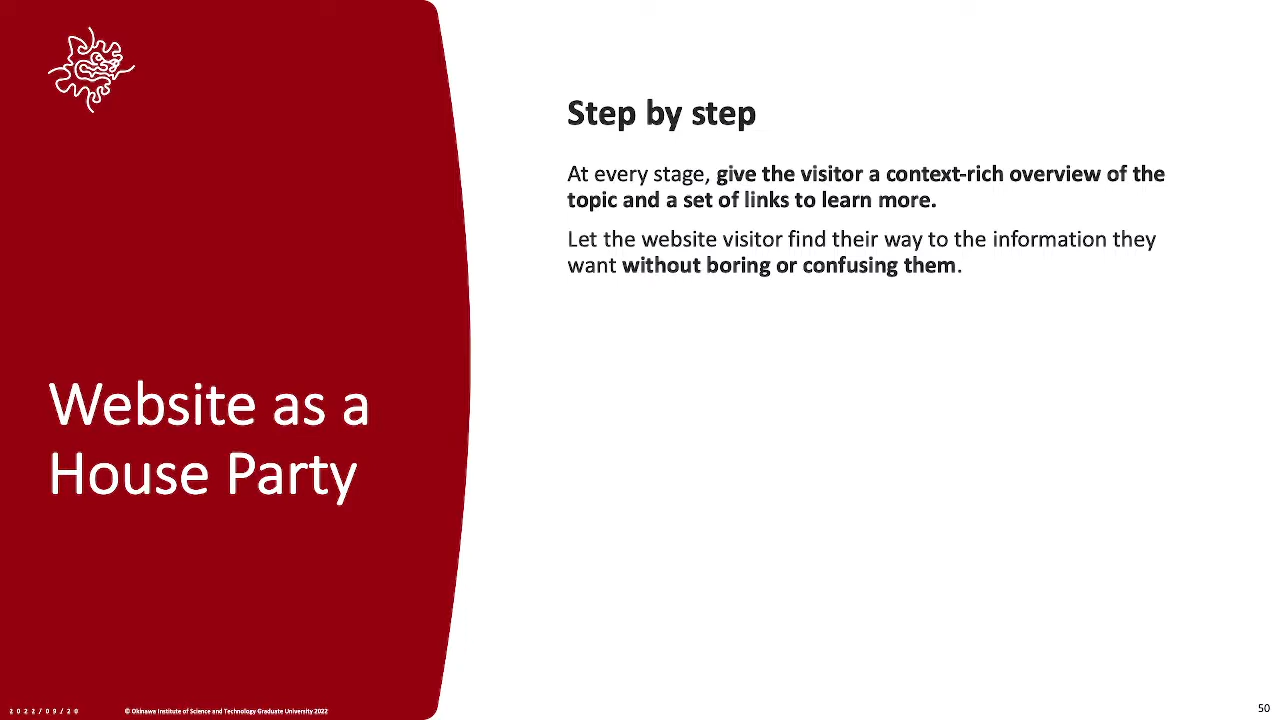 Website as a
House Party
Step by step
At every stage, give the visitor a context-rich overview of the
topic and a set of links to learn more.
Let the website visitor find their way to the information they
want without boring or confusing them.
2022/09/20
© Okinawa Institute of Science and Technology Graduate University 2022
50